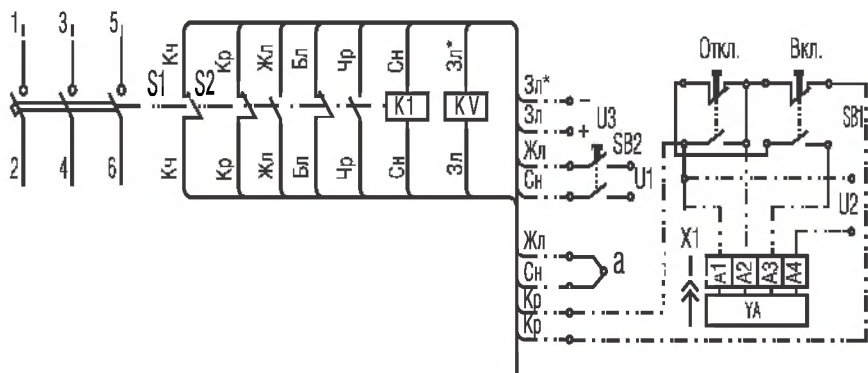 1 3 5
Кч Кр Жл Бл Чр Сн Зл*
S1 S2
К1 KV
2 4 6
Кч Кр Жл Бл Чр Сн Зл
Зл* −
Зл +
U3
Жл SB2
Сн U1
Жл
Сн а
Кр
Кр
Откл. Вкл.
SB1
U2
X1
A1 A2 A3 A4
YA